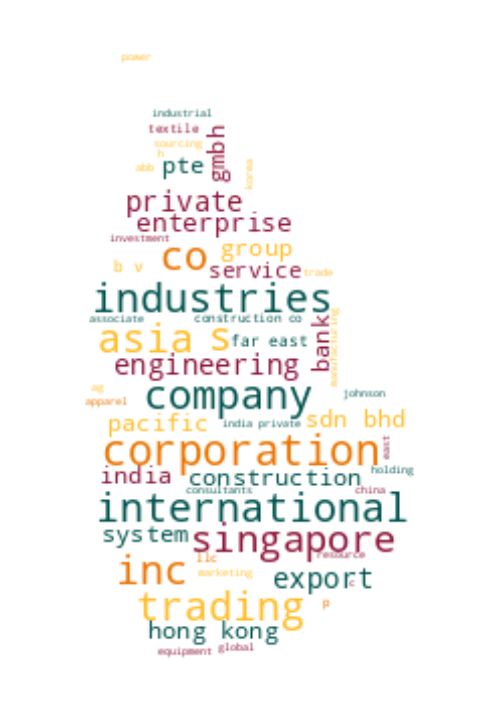 power
industrial
textile
sourcing
h
gmbh
abb
pte
korea
private
enterprise
investment
co
group
b v
service
trade
industries
associate
construction co
asia
s
far east
bank
manufacturing
engineering
ag
company
johnson
apparel
pacific
india private
sdn bhd
corporation
east
india
construction
holding
consultants
china
international
system
singapore
llc
resource
inc
marketing
export
c
trading
p
hong kong
equipment
global